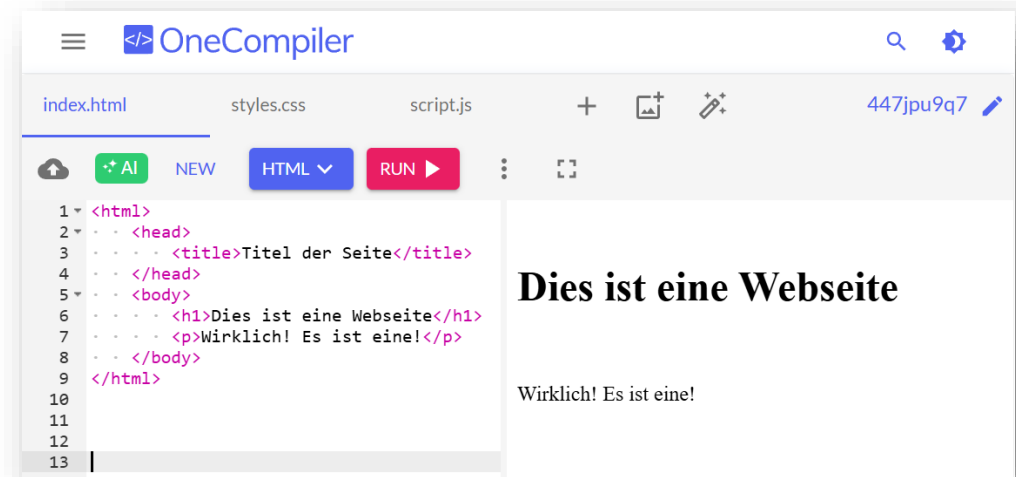 OneCompiler
index.html styles.css script.js 447jpu9q7
AI NEW HTML RUN
1 <html>
2 <head>
3 <title>Titel der Seite</title>
4 </head>
5 <body>
6 <h1>Dies ist eine Webseite</h1>
7 <p>Wirklich! Es ist eine!</p>
8 </body>
9 </html>
10
11
12
13
Dies ist eine Webseite
Wirklich! Es ist eine!